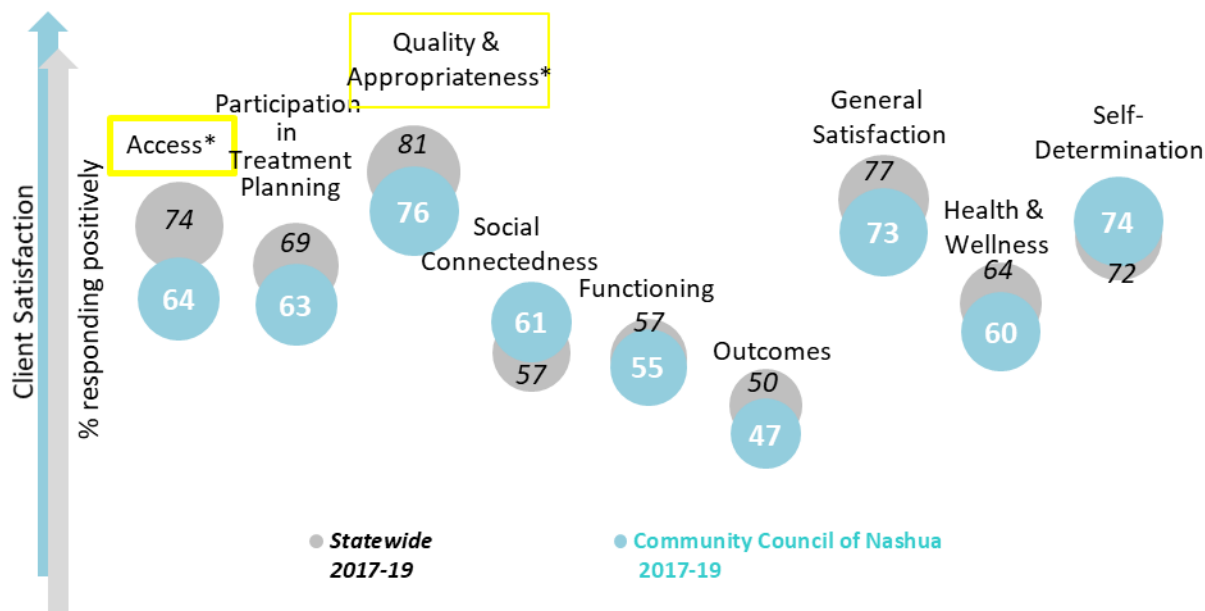 Client Satisfaction
% responding positively
Access*
74
64
Participation
in
Treatment
Planning
69
63
Quality &
Appropriateness*
81
76
Social
Connectedness
61
57
Functioning
57
55
Outcomes
50
47
General
Satisfaction
77
73
Health &
Wellness
64
60
Self-
Determination
74
72
Statewide
2017-19
Community Council of Nashua
2017-19